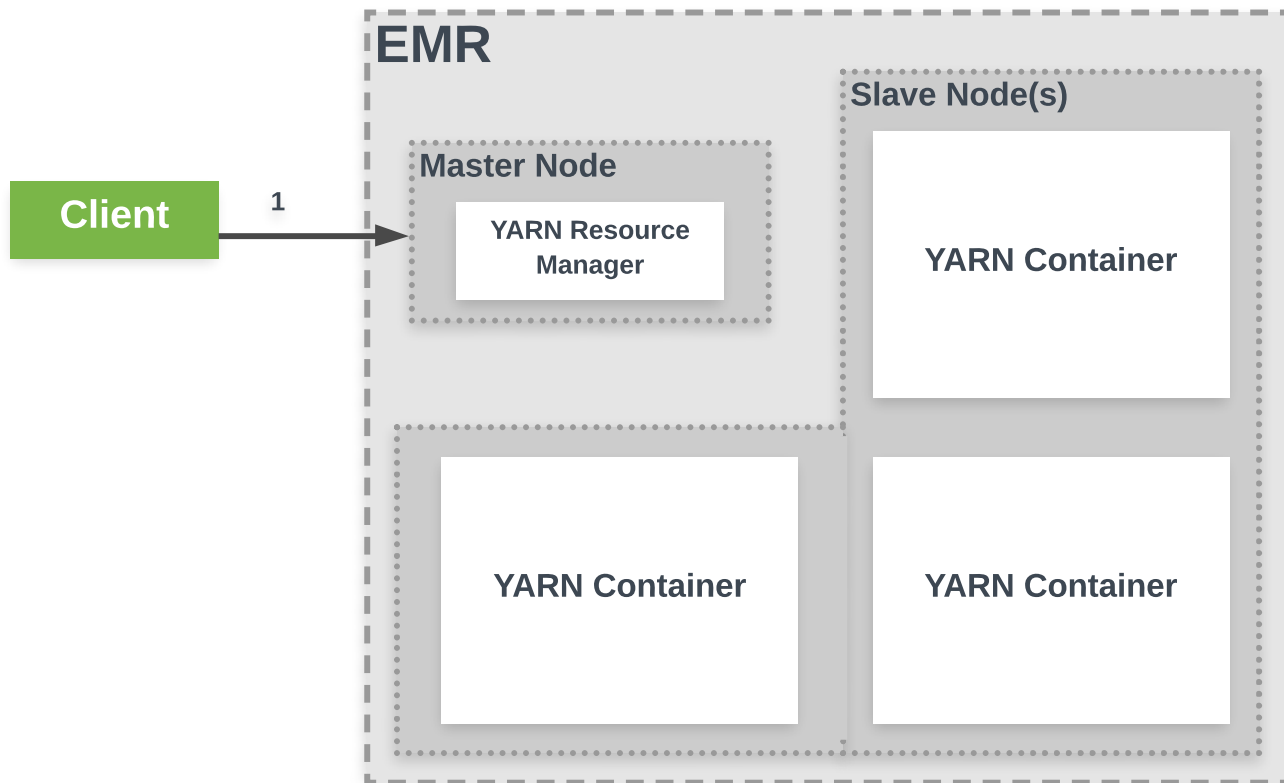 EMR
Slave Node(s)
Master Node
Client
1
YARN Resource
Manager
YARN Container
YARN Container
YARN Container